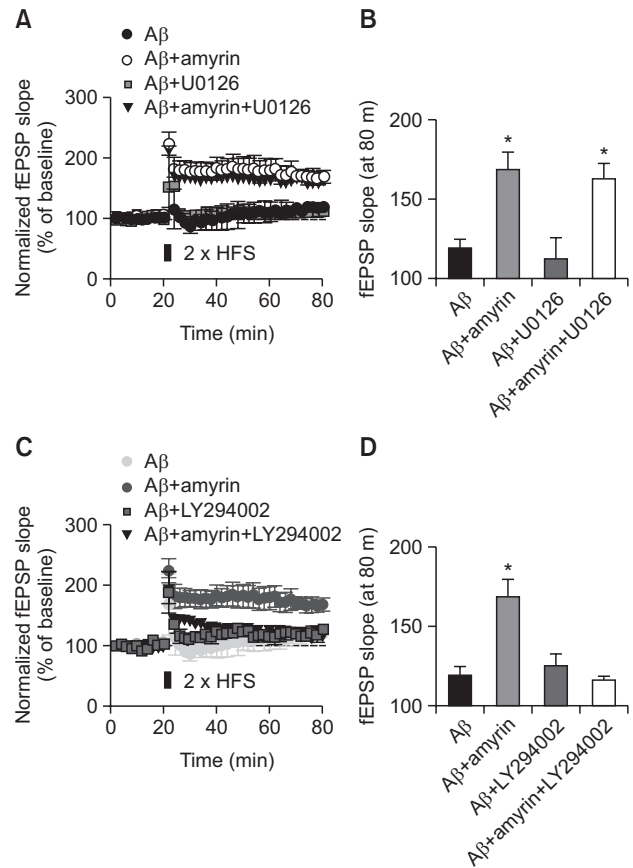 A
Aβ
Aβ+amyrin
Aβ+U0126
Aβ+amyrin+U0126
Normalized fEPSP slope
(% of baseline)
300
200
100
0
2 x HFS
0 20 40 60 80
Time (min)
B
fEPSP slope (at 80 m)
200
150
100
*
*
Aβ
Aβ+amyrin
Aβ+U0126
Aβ+amyrin+U0126
C
Aβ
Aβ+amyrin
Aβ+LY294002
Aβ+amyrin+LY294002
Normalized fEPSP slope
(% of baseline)
300
200
100
0
2 x HFS
0 20 40 60 80
Time (min)
D
fEPSP slope (at 80 m)
200
150
100
*
Aβ
Aβ+amyrin
Aβ+LY294002
Aβ+amyrin+LY294002